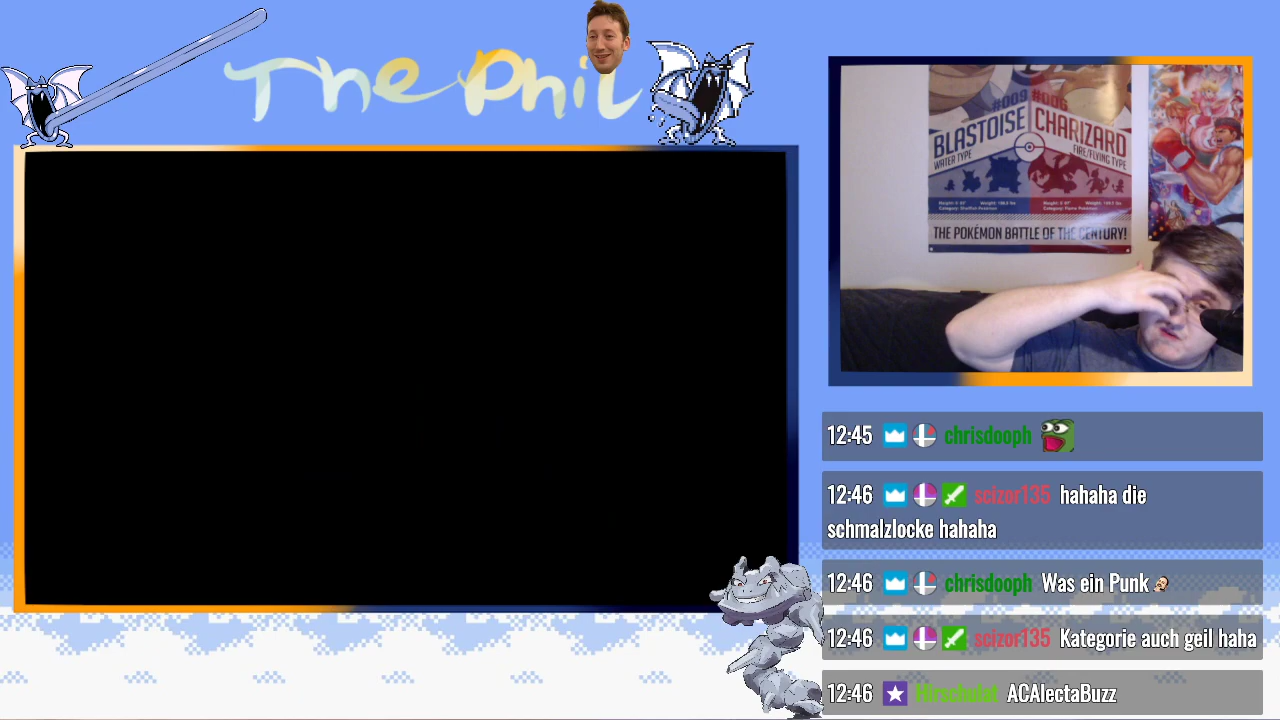 The Phil
#009 #006
BLASTOISE
CHARIZARD
WATER TYPE
FIRE/FLYING TYPE
THE POKÉMON BATTLE OF THE CENTURY!
12:45 chrisdooph
12:46 scizor135 hahaha die
schmalzlocke hahaha
12:46 chrisdooph Was ein Punk
12:46 scizor135 Kategorie auch geil haha
12:46 ACAlectaBuzz